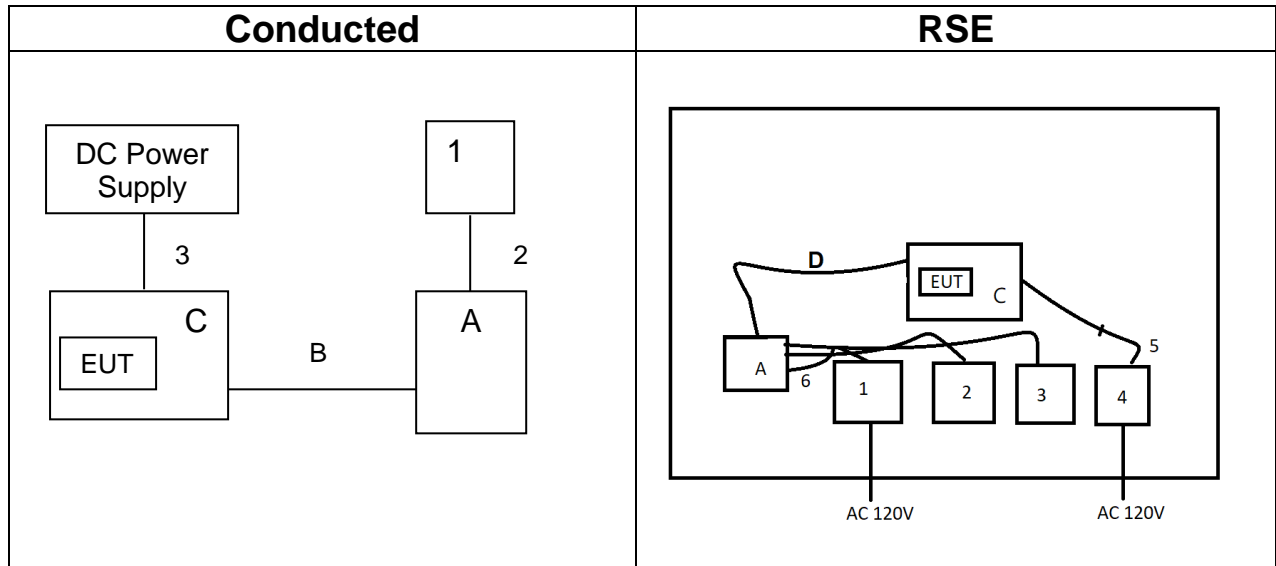 Conducted
RSE
DC Power
Supply
1
3
2
C
A
EUT
B
D
EUT
C
5
A
6
1
2
3
4
AC 120V
AC 120V